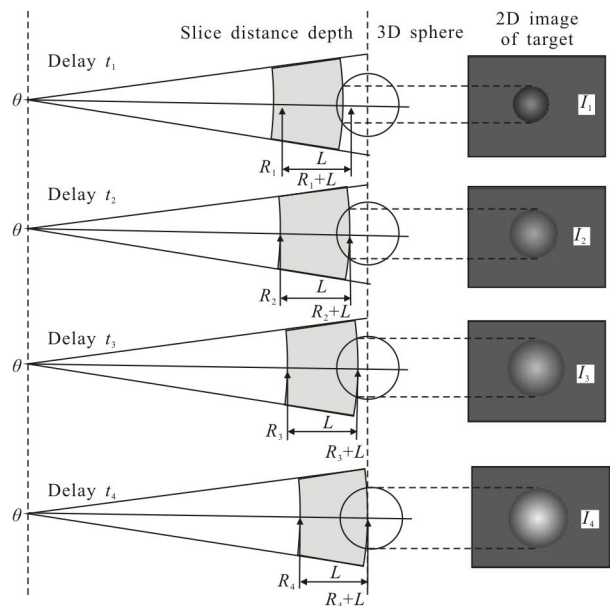 Slice distance depth
3D sphere
2D image
of target
Delay t₁
θ
R₁
L
R₁+L
I₁
Delay t₂
θ
R₂
L
R₂+L
I₂
Delay t₃
θ
R₃
L
R₃+L
I₃
Delay t₄
θ
R₄
L
R₄+L
I₄